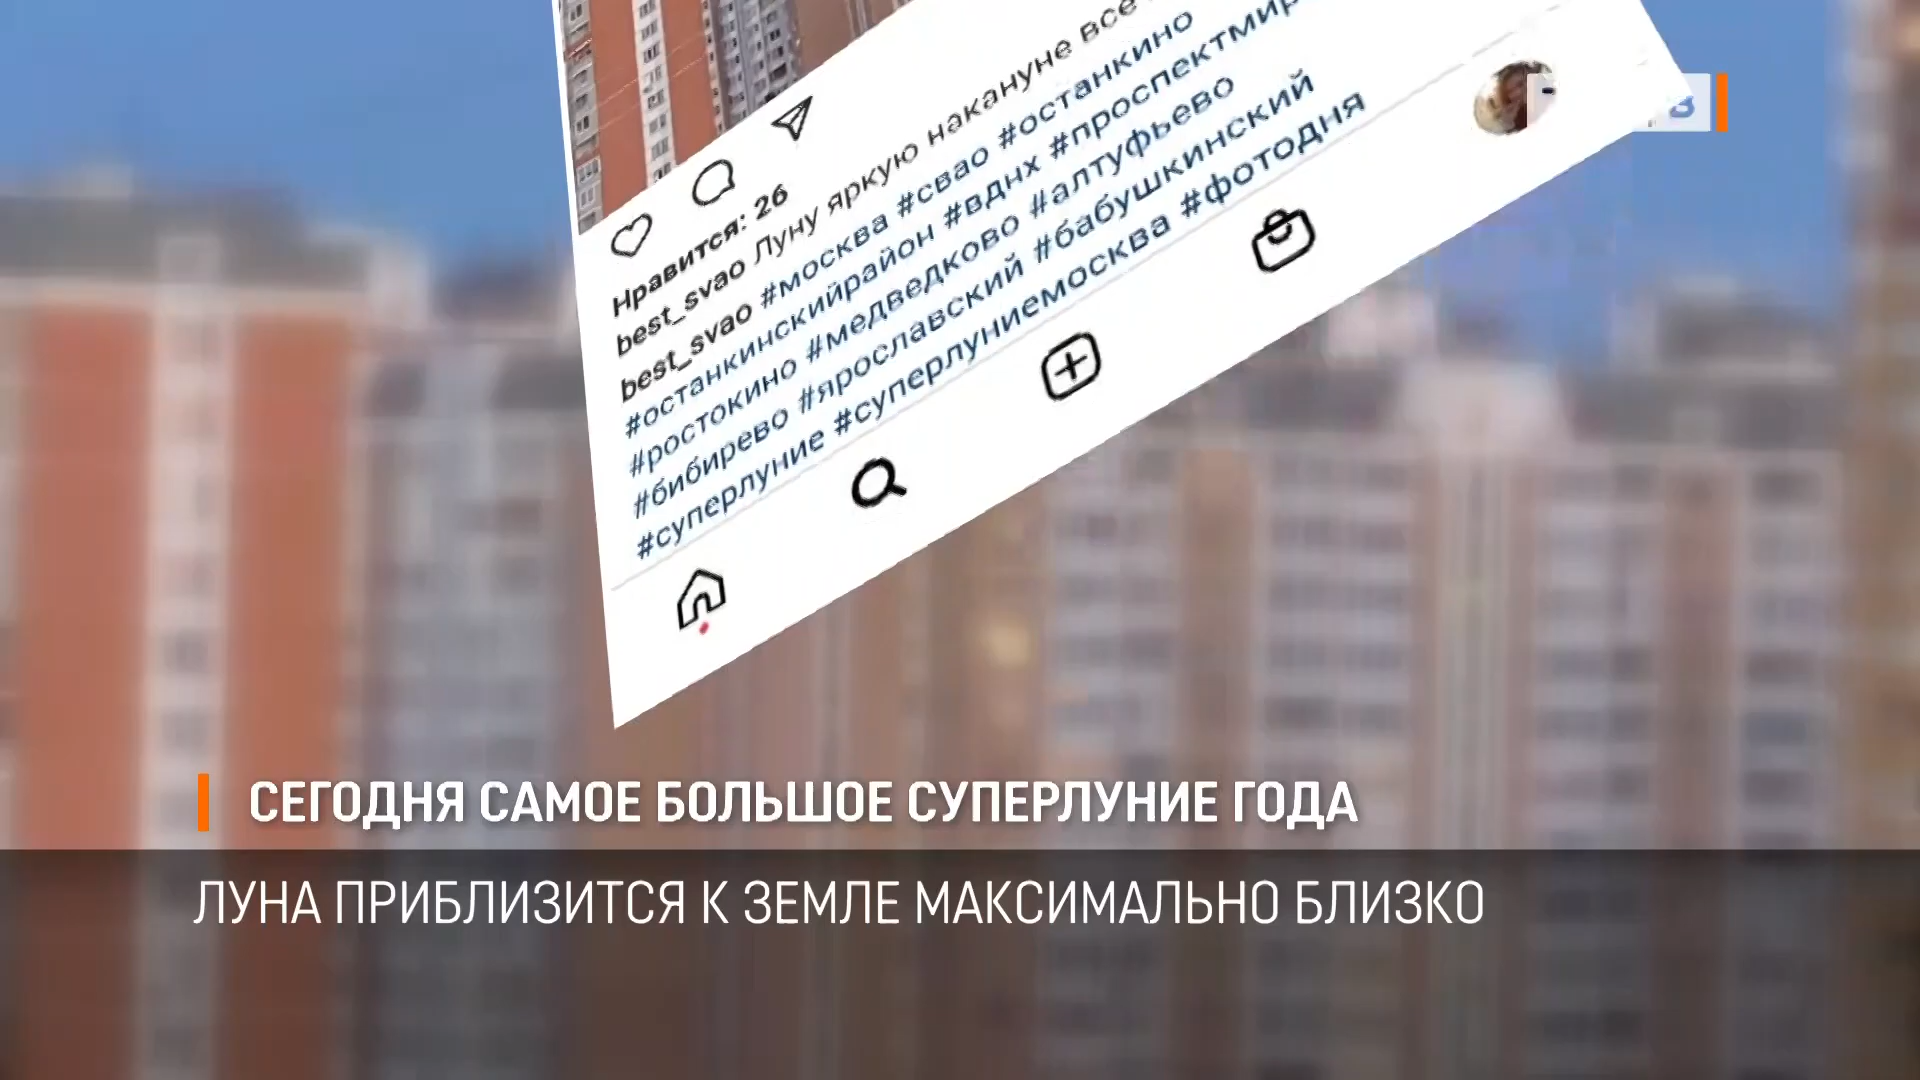 Нравится: 26
best_svao Луну яркую накануне все
best_svao #москва #свао #останкино
#останкинскийрайон #вднх #проспектмир
#ростокино #медведково #алтуфьево
#бибирево #ярославский #бабушкинский
#суперлуние #суперлуниемосква #фотодня
СЕГОДНЯ САМОЕ БОЛЬШОЕ СУПЕРЛУНИЕ ГОДА
ЛУНА ПРИБЛИЗИТСЯ К ЗЕМЛЕ МАКСИМАЛЬНО БЛИЗКО